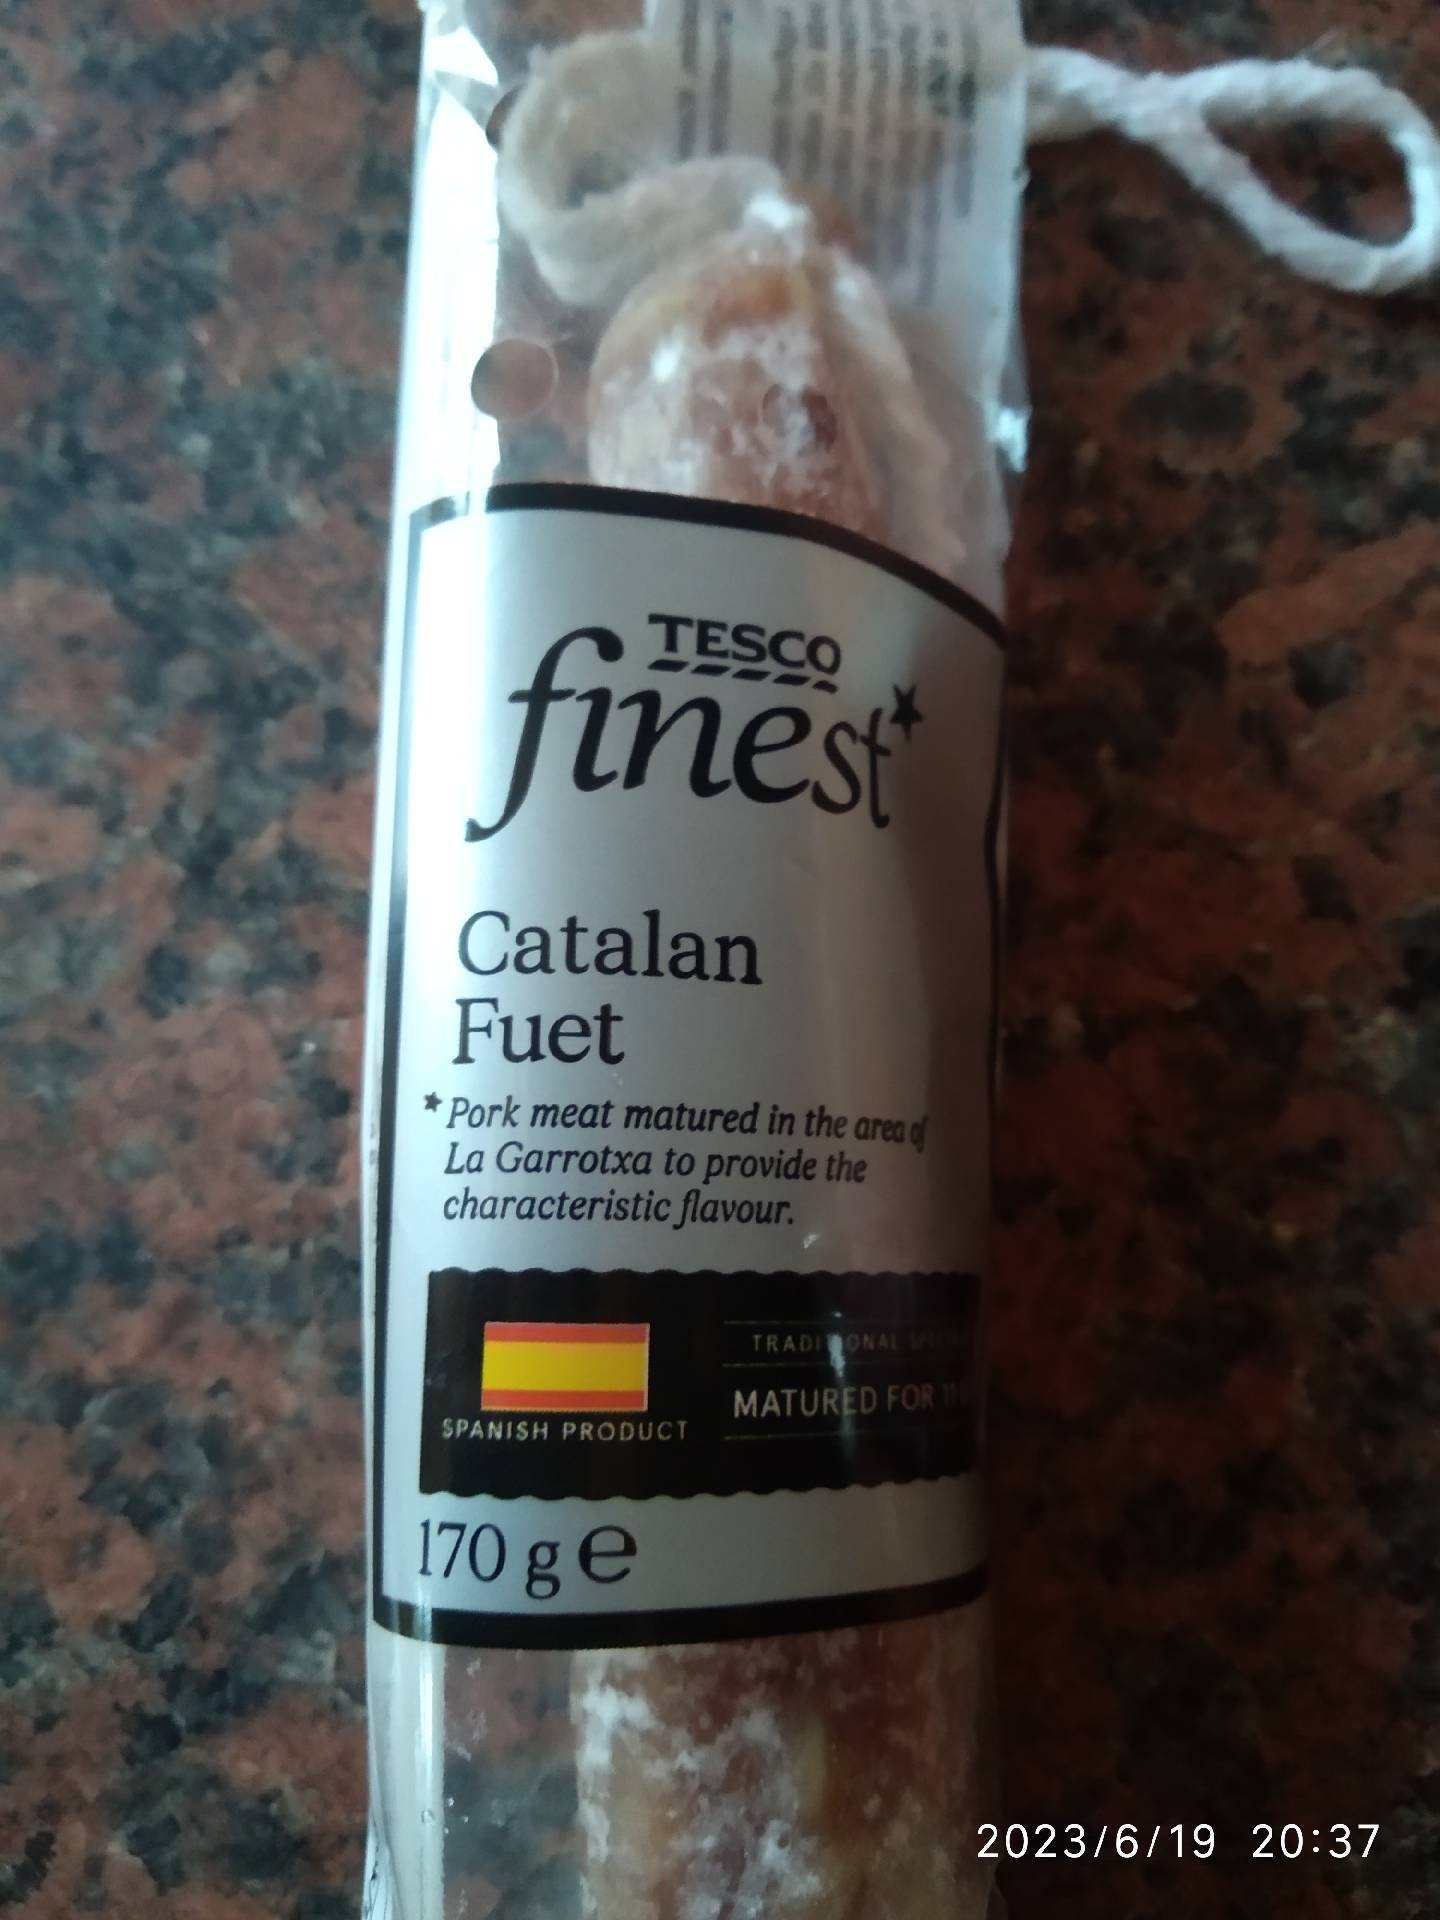 TESCO
finest*
Catalan
Fuet
*Pork meat matured in the area of
La Garrotxa to provide the
characteristic flavour.
TRADITIONAL
MATURED FOR
SPANISH PRODUCT
170 g e
2023/6/19 20:37